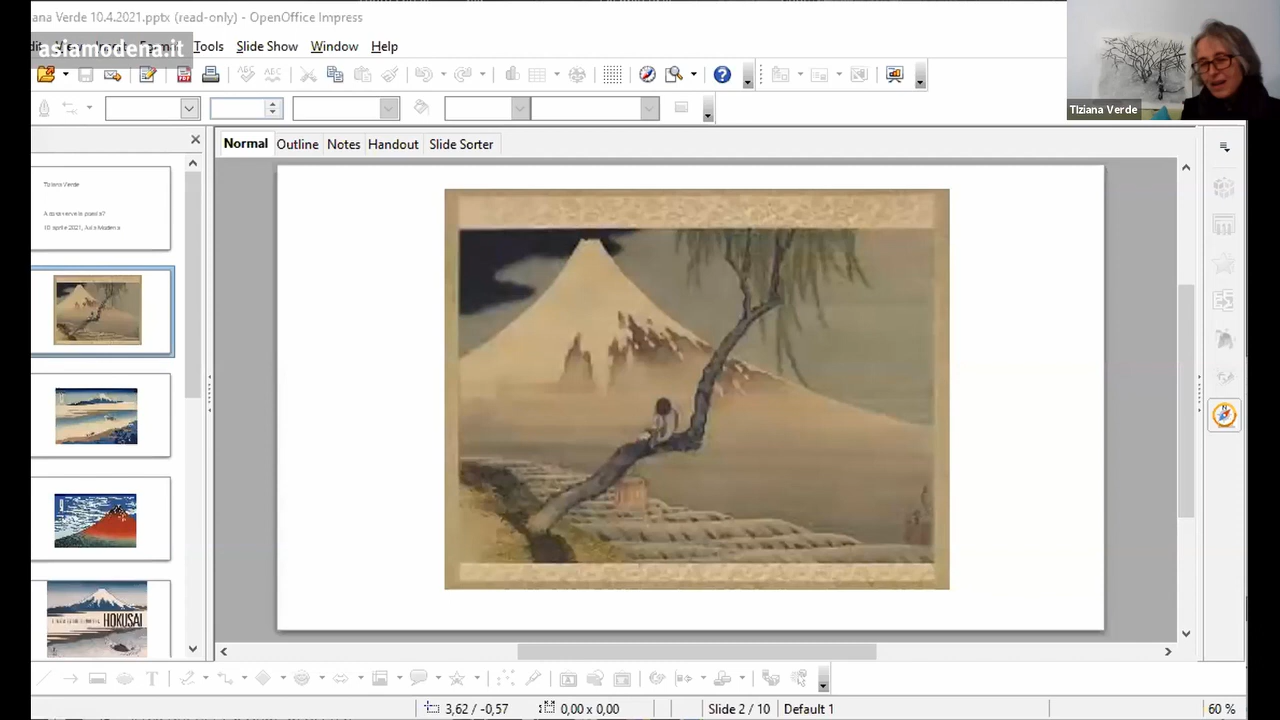 ana Verde 10.4.2021.pptx (read-only) - OpenOffice Impress
asiamodena.it
Tools Slide Show Window Help
Tiziana Verde
Normal Outline Notes Handout Slide Sorter
Tiziana Verde
10 aprile 2021, Asia Modena
HOKUSAI
3,62 / -0,57 0,00 x 0,00 Slide 2 / 10 Default 1 60 %